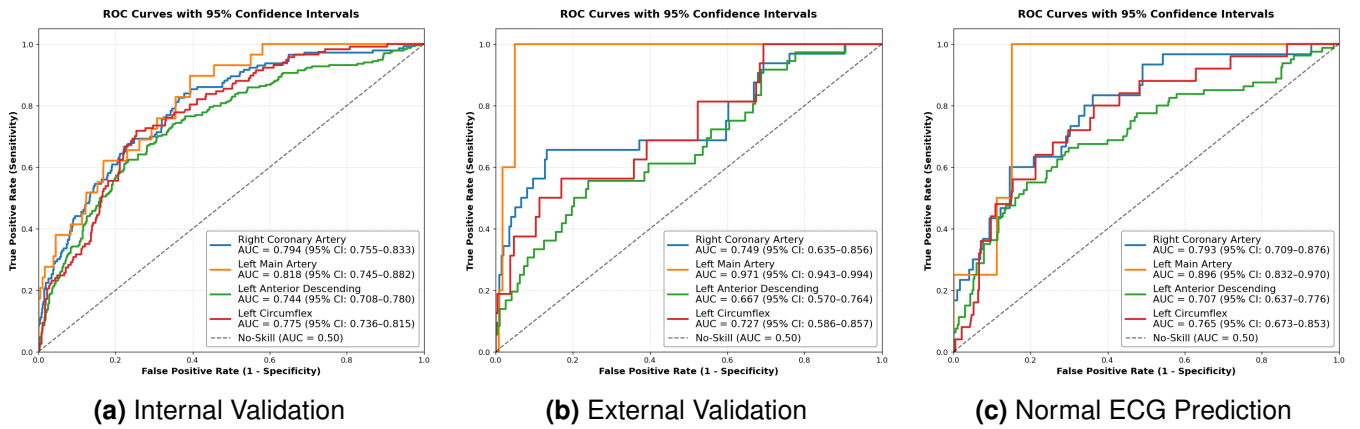 ROC Curves with 95% Confidence Intervals
True Positive Rate (Sensitivity)
1.0
0.8
0.6
0.4
0.2
0.0
Right Coronary Artery
AUC = 0.794 (95% CI: 0.755–0.833)
Left Main Artery
AUC = 0.818 (95% CI: 0.745–0.882)
Left Anterior Descending
AUC = 0.744 (95% CI: 0.708–0.780)
Left Circumflex
AUC = 0.775 (95% CI: 0.736–0.815)
No-Skill (AUC = 0.50)
0.0 0.2 0.4 0.6 0.8 1.0
False Positive Rate (1 - Specificity)
(a) Internal Validation
ROC Curves with 95% Confidence Intervals
True Positive Rate (Sensitivity)
1.0
0.8
0.6
0.4
0.2
0.0
Right Coronary Artery
AUC = 0.749 (95% CI: 0.635–0.856)
Left Main Artery
AUC = 0.971 (95% CI: 0.943–0.994)
Left Anterior Descending
AUC = 0.667 (95% CI: 0.570–0.764)
Left Circumflex
AUC = 0.727 (95% CI: 0.586–0.857)
No-Skill (AUC = 0.50)
0.0 0.2 0.4 0.6 0.8 1.0
False Positive Rate (1 - Specificity)
(b) External Validation
ROC Curves with 95% Confidence Intervals
True Positive Rate (Sensitivity)
1.0
0.8
0.6
0.4
0.2
0.0
Right Coronary Artery
AUC = 0.793 (95% CI: 0.709–0.876)
Left Main Artery
AUC = 0.896 (95% CI: 0.832–0.970)
Left Anterior Descending
AUC = 0.707 (95% CI: 0.637–0.776)
Left Circumflex
AUC = 0.765 (95% CI: 0.673–0.853)
No-Skill (AUC = 0.50)
0.0 0.2 0.4 0.6 0.8 1.0
False Positive Rate (1 - Specificity)
(c) Normal ECG Prediction